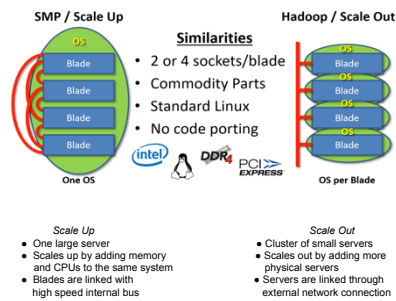 SMP / Scale Up
OS
Blade
Blade
Blade
Blade
One OS
Similarities
• 2 or 4 sockets/blade
• Commodity Parts
• Standard Linux
• No code porting
intel
DDR4
PCI
EXPRESS
Hadoop / Scale Out
OS
Blade
OS
Blade
OS
Blade
OS
Blade
OS per Blade
Scale Up
● One large server
● Scales up by adding memory
and CPUs to the same system
● Blades are linked with
high speed internal bus
Scale Out
● Cluster of small servers
● Scales out by adding more
physical servers
● Servers are linked through
external network connection